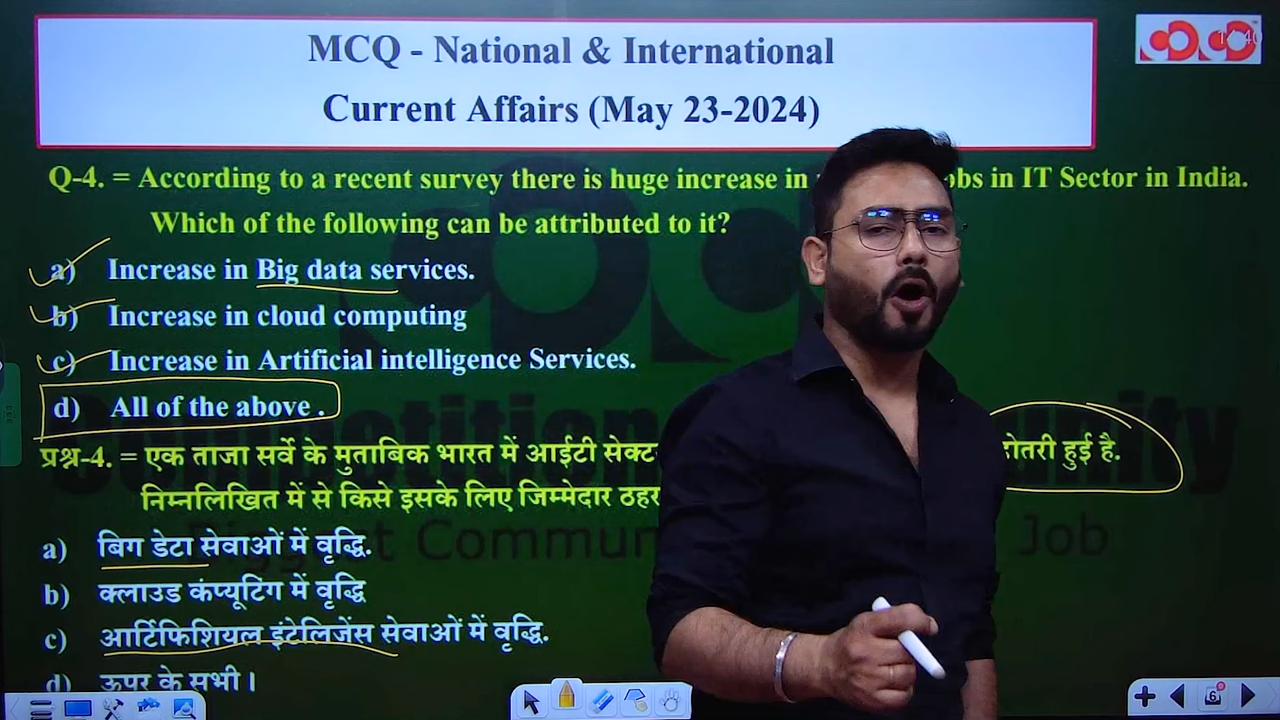 MCQ - National & International
Current Affairs (May 23-2024)
Q-4. = According to a recent survey there is huge increase in in IT Sector in India.
Which of the following can be attributed to it?
a) Increase in Big data services.
b) Increase in cloud computing
c) Increase in Artificial intelligence Services.
d) All of the above .
प्रश्न-4. = एक ताजा सर्वे के मुताबिक भारत में आईटी हुई है.
निम्नलिखित में से किसे इसके लिए जिम्मेदार
a) बिग डेटा सेवाओं में वृद्धि.
b) क्लाउड कंप्यूटिंग में वृद्धि
c) आर्टिफिशियल इंटेलिजेंस सेवाओं में वृद्धि.
d) ऊपर के सभी।
Job
6